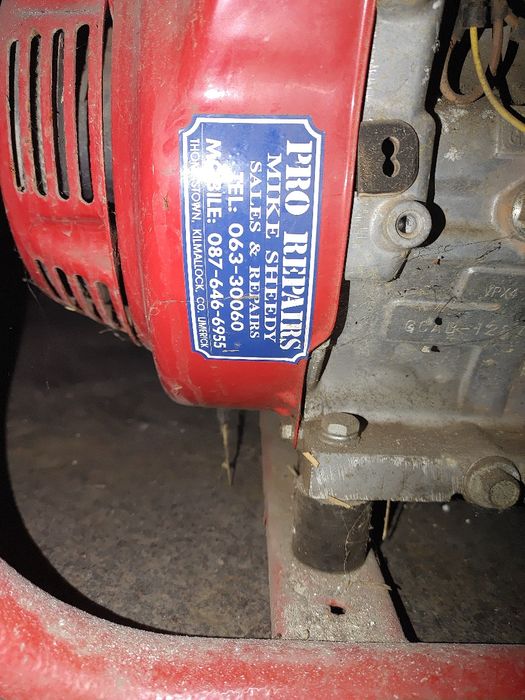 PRO REPAIRS
MIKE SHEEDY
SALES & REPAIRS
TEL: 063-30060
MOBILE: 087-646-6955
THOMASTOWN, KILMALLOCK, CO. LIMERICK